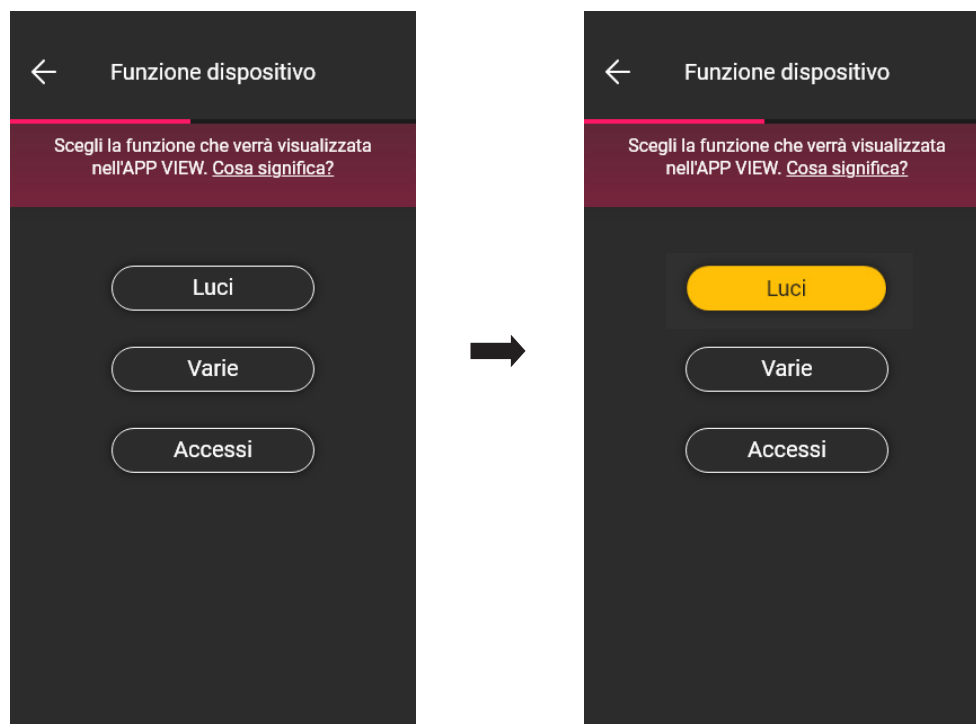 Funzione dispositivo
Scegli la funzione che verrà visualizzata
nell'APP VIEW. Cosa significa?
Luci
Varie
Accessi
Funzione dispositivo
Scegli la funzione che verrà visualizzata
nell'APP VIEW. Cosa significa?
Luci
Varie
Accessi